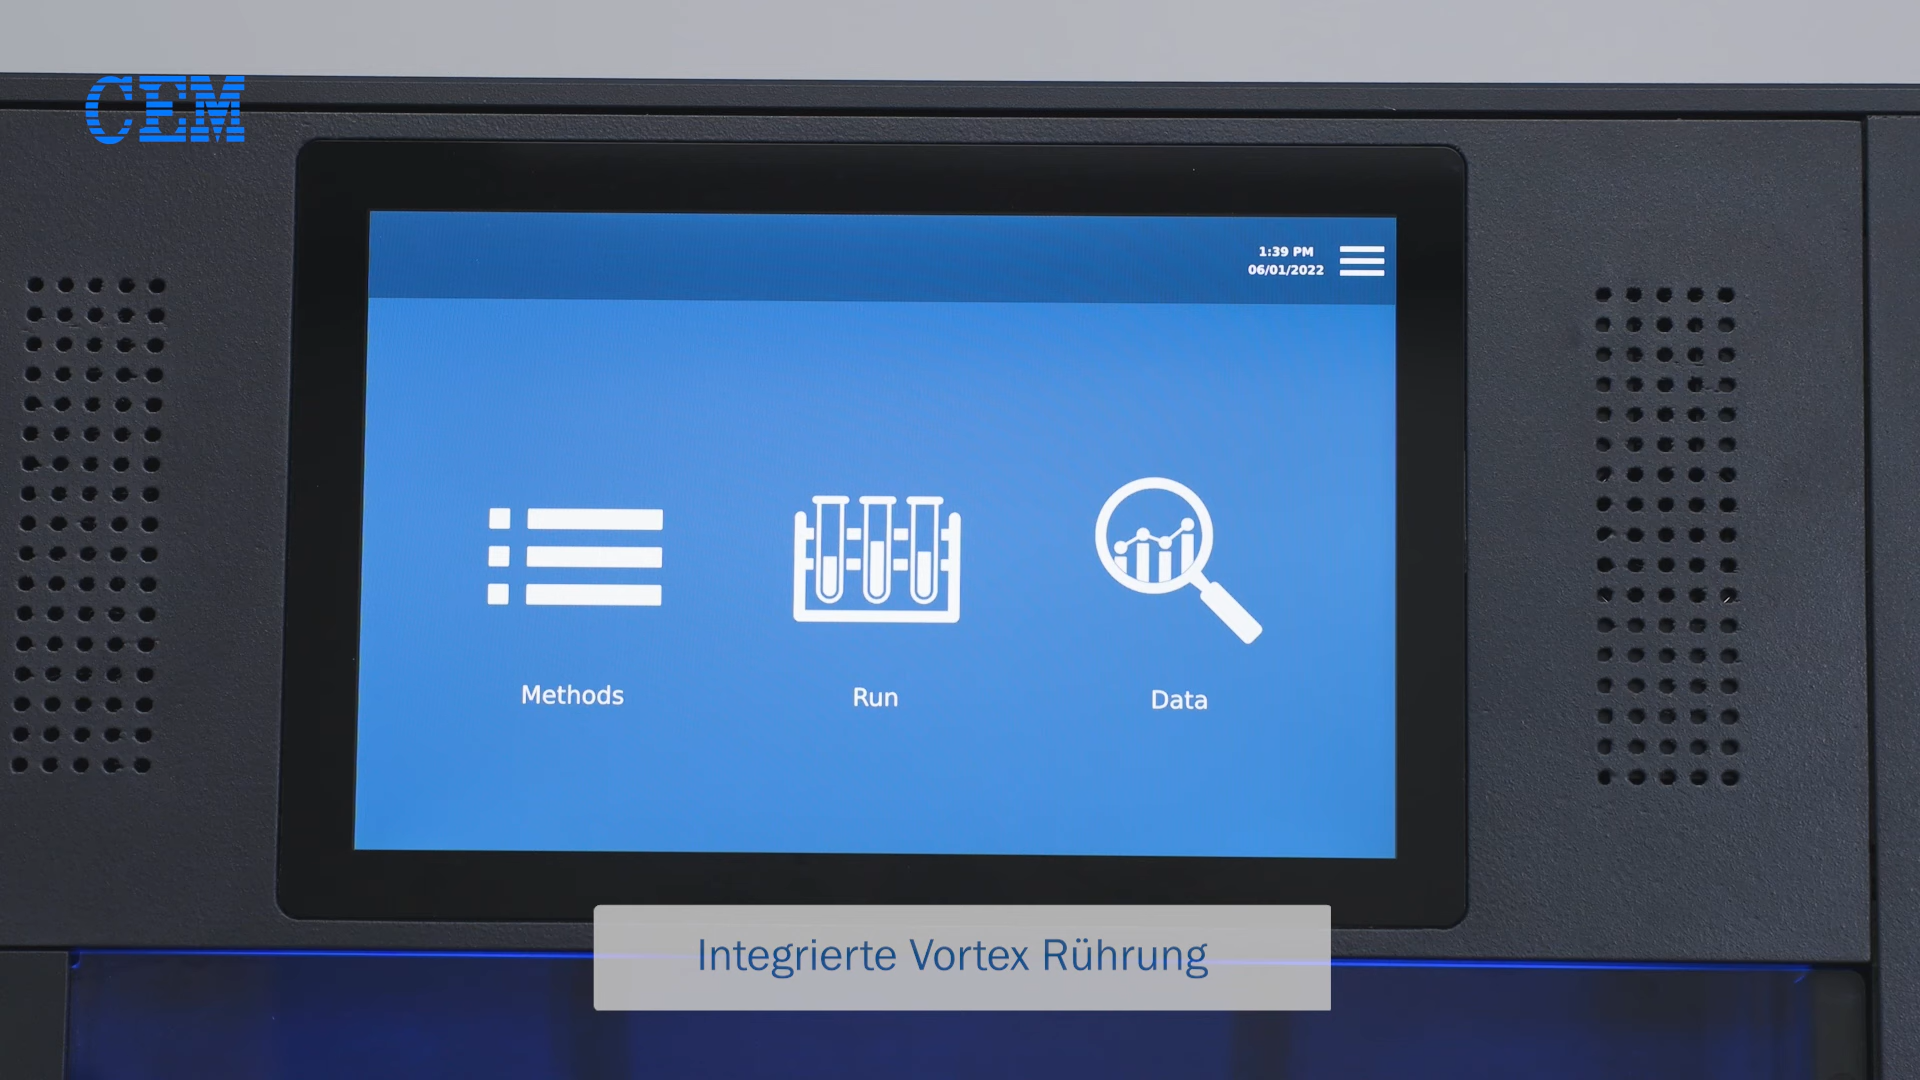 CEM
1:39 PM
06/01/2022
Methods
Run
Data
Integrierte Vortex Rührung